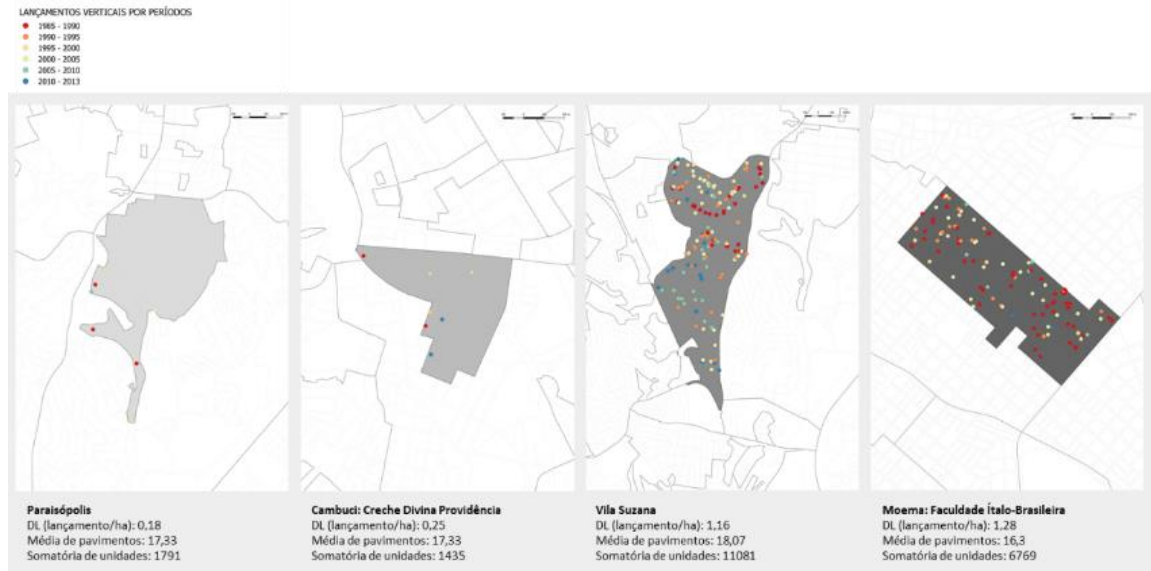 LANÇAMENTOS VERTICAIS POR PERÍODOS
1985 - 1990
1990 - 1995
1995 - 2000
2000 - 2005
2005 - 2010
2010 - 2013
Paraisópolis
DL (lançamento/ha): 0,18
Média de pavimentos: 17,33
Somatória de unidades: 1791
Cambuci: Creche Divina Providência
DL (lançamento/ha): 0,25
Média de pavimentos: 17,33
Somatória de unidades: 1435
Vila Suzana
DL (lançamento/ha): 1,16
Média de pavimentos: 18,07
Somatória de unidades: 11081
Moema: Faculdade Ítalo-Brasileira
DL (lançamento/ha): 1,28
Média de pavimentos: 16,3
Somatória de unidades: 6769